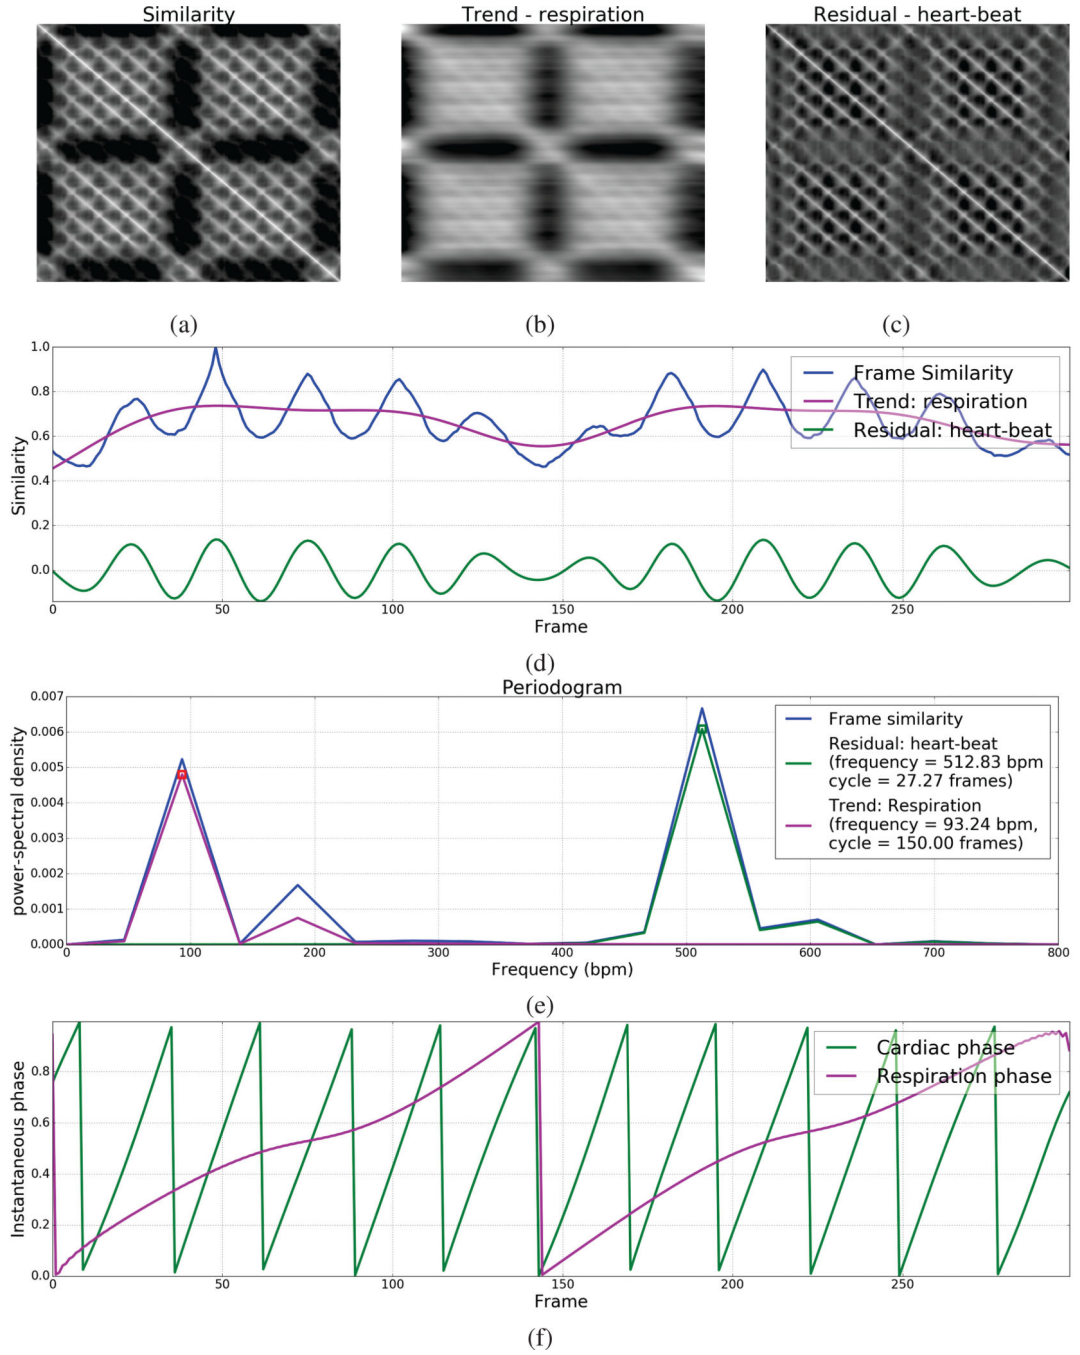 Similarity
Trend - respiration
Residual - heart-beat
(a)
(b)
(c)
1.0
0.8
0.6
0.4
0.2
0.0
Similarity
Frame Similarity
Trend: respiration
Residual: heart-beat
0
50
100
150
200
250
Frame
(d)
Periodogram
0.007
0.006
0.005
0.004
0.003
0.002
0.001
0.000
power-spectral density
Frame similarity
Residual: heart-beat
(frequency = 512.83 bpm
cycle = 27.27 frames)
Trend: Respiration
(frequency = 93.24 bpm,
cycle = 150.00 frames)
0
100
200
300
400
500
600
700
800
Frequency (bpm)
(e)
0.8
0.6
0.4
0.2
0.0
Instantaneous phase
Cardiac phase
Respiration phase
0
50
100
150
200
250
Frame
(f)